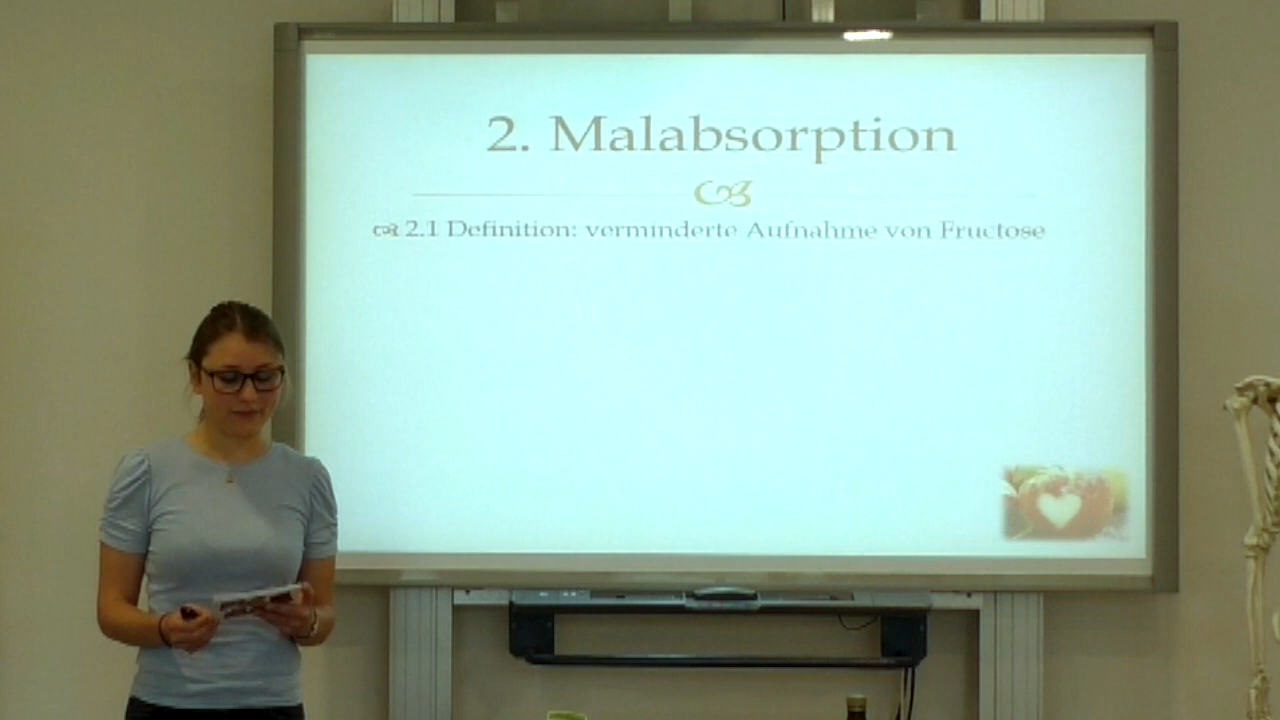 2. Malabsorption
2.1 Definition: verminderte Aufnahme von Fructose